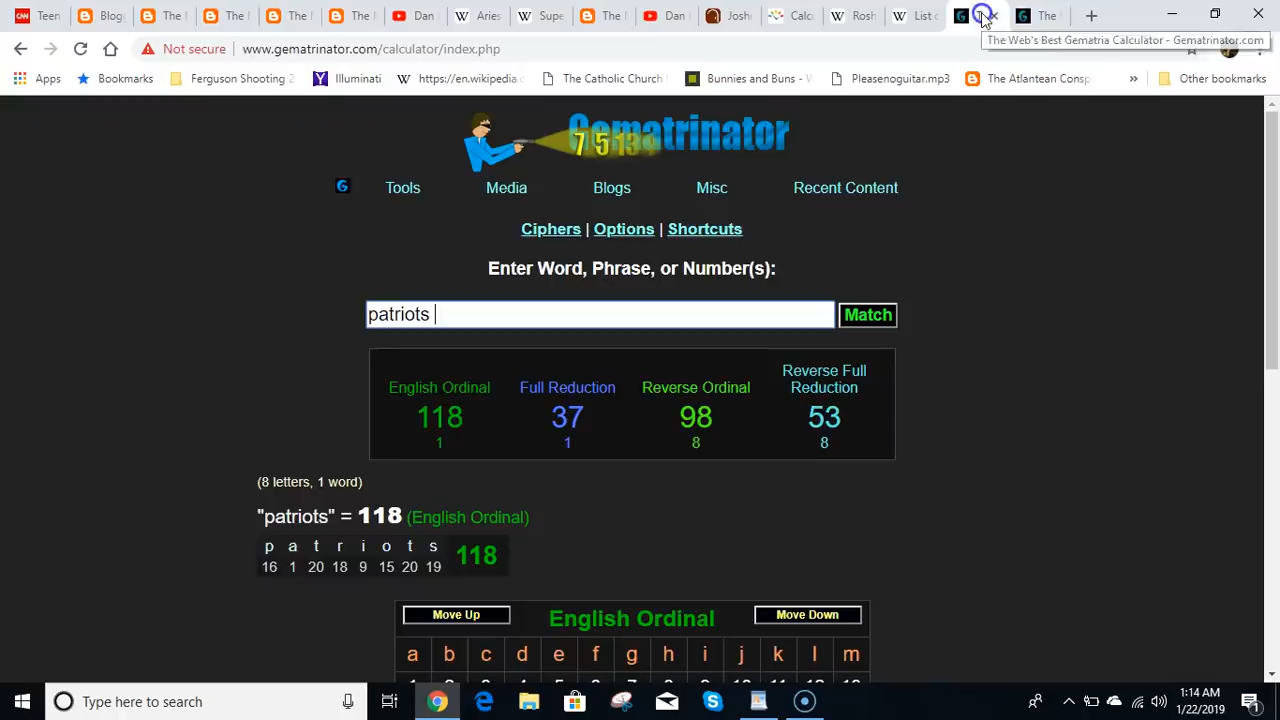 Teen
Blog
The I
The I
The I
The I
Dan
Aries
Supe
The I
Dan
Joshu
Calcu
Rosh
List c
The
Not secure
www.gematrinator.com/calculator/index.php
The Web's Best Gematria Calculator - Gematrinator.com
Apps
Bookmarks
Ferguson Shooting 2
Illuminati
https://en.wikipedia.c
The Catholic Church
Bunnies and Buns - W
Pleasenoguitar.mp3
The Atlantean Consp
»
Other bookmarks
Gematrinator
7 5 13
Tools Media Blogs Misc Recent Content
Ciphers | Options | Shortcuts
Enter Word, Phrase, or Number(s):
patriots
Match
English Ordinal Full Reduction Reverse Ordinal Reverse Full Reduction
118 37 98 53
1 1 8 8
(8 letters, 1 word)
"patriots" = 118 (English Ordinal)
p a t r i o t s
16 1 20 18 9 15 20 19 118
Move Up English Ordinal Move Down
a b c d e f g h i j k l m
Type here to search
1:14 AM
1/22/2019